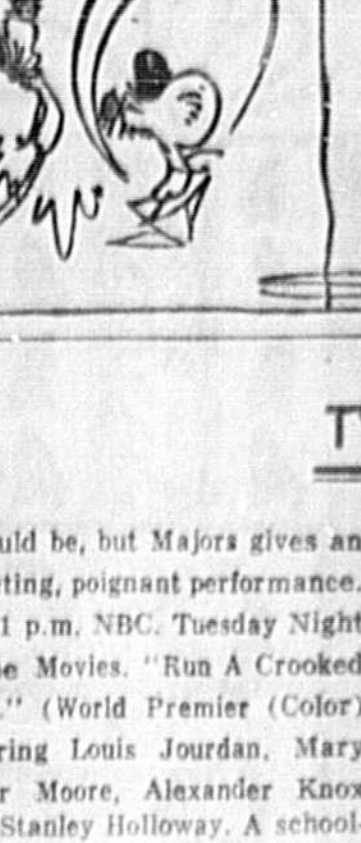 TV
uld be, but Majors gives an
ting, poignant performance.
1 p.m. NBC. Tuesday Night
e Movies. "Run A Crooked
." (World Premier (Color)
ring Louis Jourdan, Mary
r Moore, Alexander Knox
Stanley Holloway. A school-